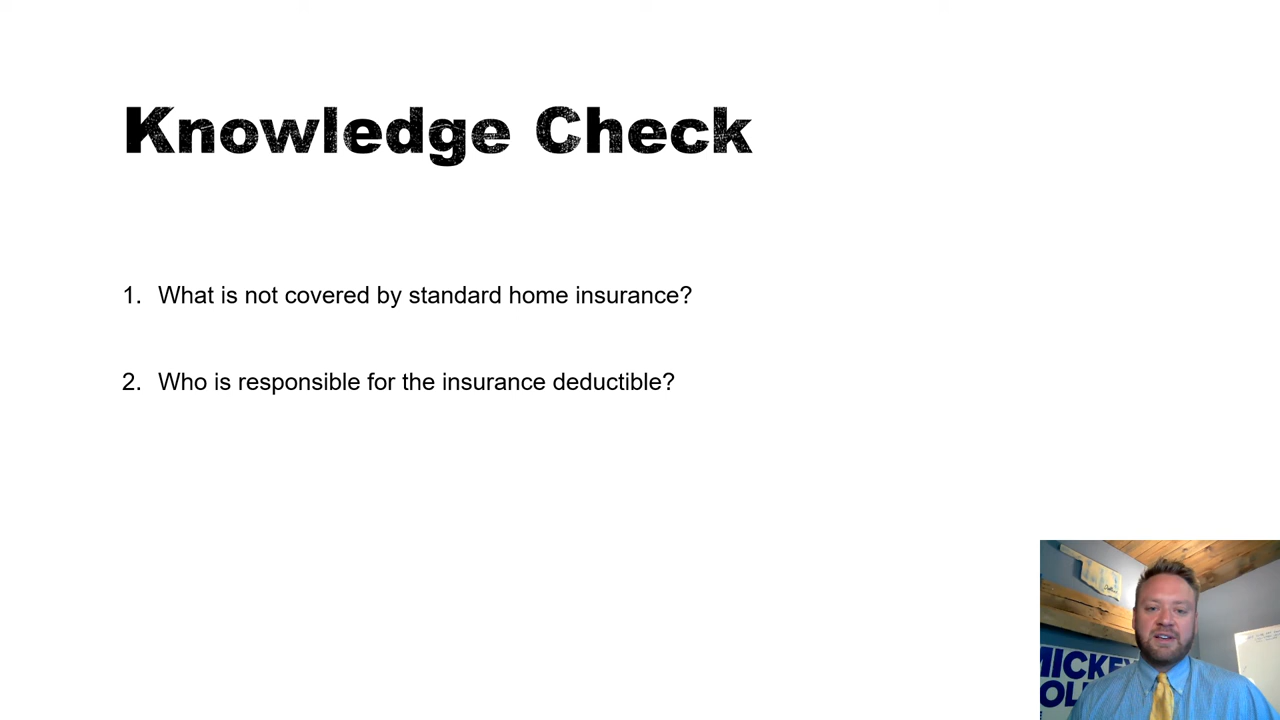 Knowledge Check
1. What is not covered by standard home insurance?
2. Who is responsible for the insurance deductible?
MICKEY